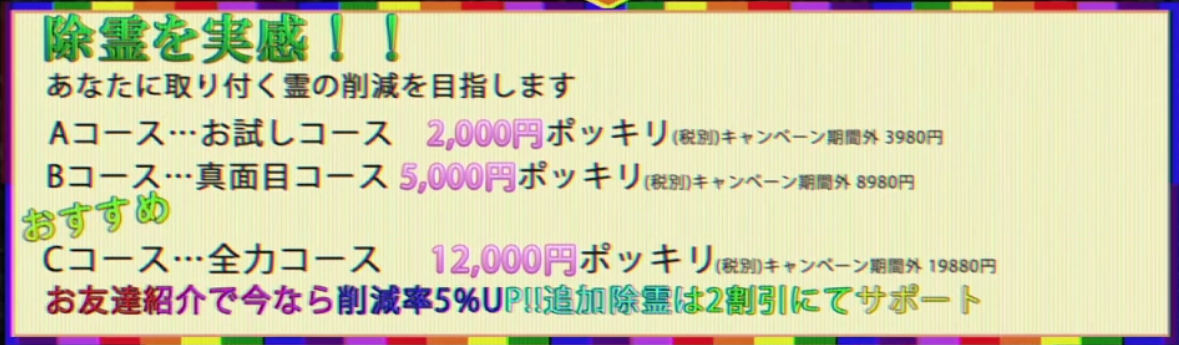 除霊を実感！！
あなたに取り付く霊の削減を目指します
Aコース…お試しコース 2,000円ポッキリ(税別)キャンペーン期間外 3980円
Bコース…真面目コース 5,000円ポッキリ(税別)キャンペーン期間外 8980円
おすすめ
Cコース…全力コース 12,000円ポッキリ(税別)キャンペーン期間外 19880円
お友達紹介で今なら削減率5%UP!!追加除霊は2割引にてサポート